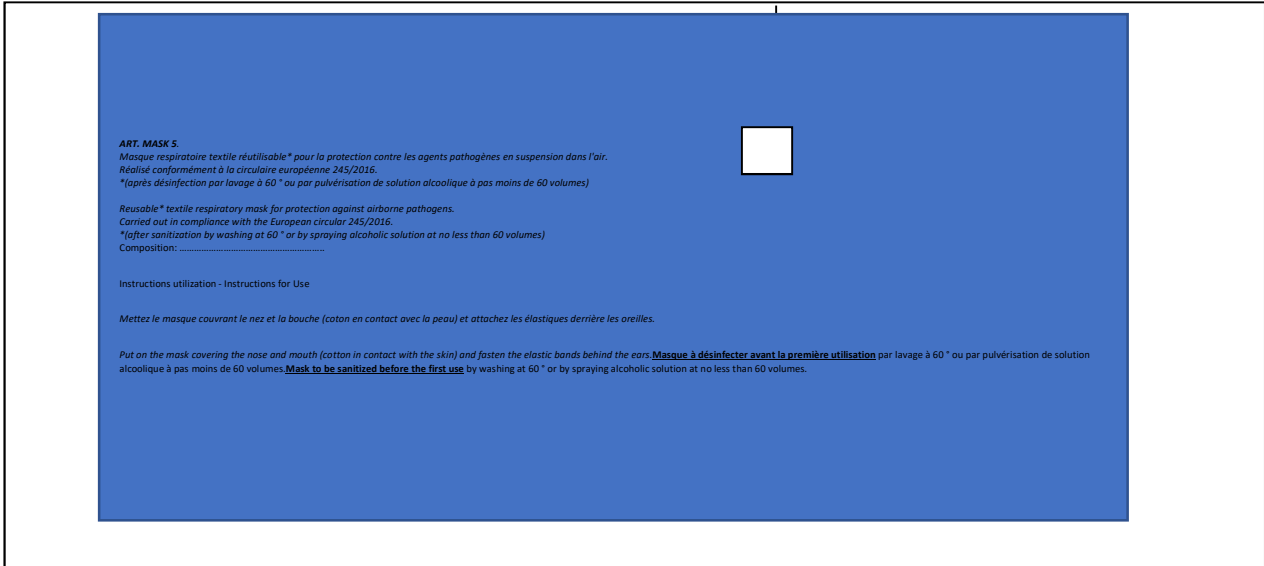 ART. MASK 5.
Masque respiratoire textile réutilisable* pour la protection contre les agents pathogènes en suspension dans l'air.
Réalisé conformément à la circulaire européenne 245/2016.
*(après désinfection par lavage à 60 ° ou par pulvérisation de solution alcoolique à pas moins de 60 volumes)
Reusable* textile respiratory mask for protection against airborne pathogens.
Carried out in compliance with the European circular 245/2016.
*(after sanitization by washing at 60 ° or by spraying alcoholic solution at no less than 60 volumes)
Composition: ……………………………………………………
Instructions utilization - Instructions for Use
Mettez le masque couvrant le nez et la bouche (coton en contact avec la peau) et attachez les élastiques derrière les oreilles.
Put on the mask covering the nose and mouth (cotton in contact with the skin) and fasten the elastic bands behind the ears.Masque à désinfecter avant la première utilisation par lavage à 60 ° ou par pulvérisation de solution
alcoolique à pas moins de 60 volumes.Mask to be sanitized before the first use by washing at 60 ° or by spraying alcoholic solution at no less than 60 volumes.